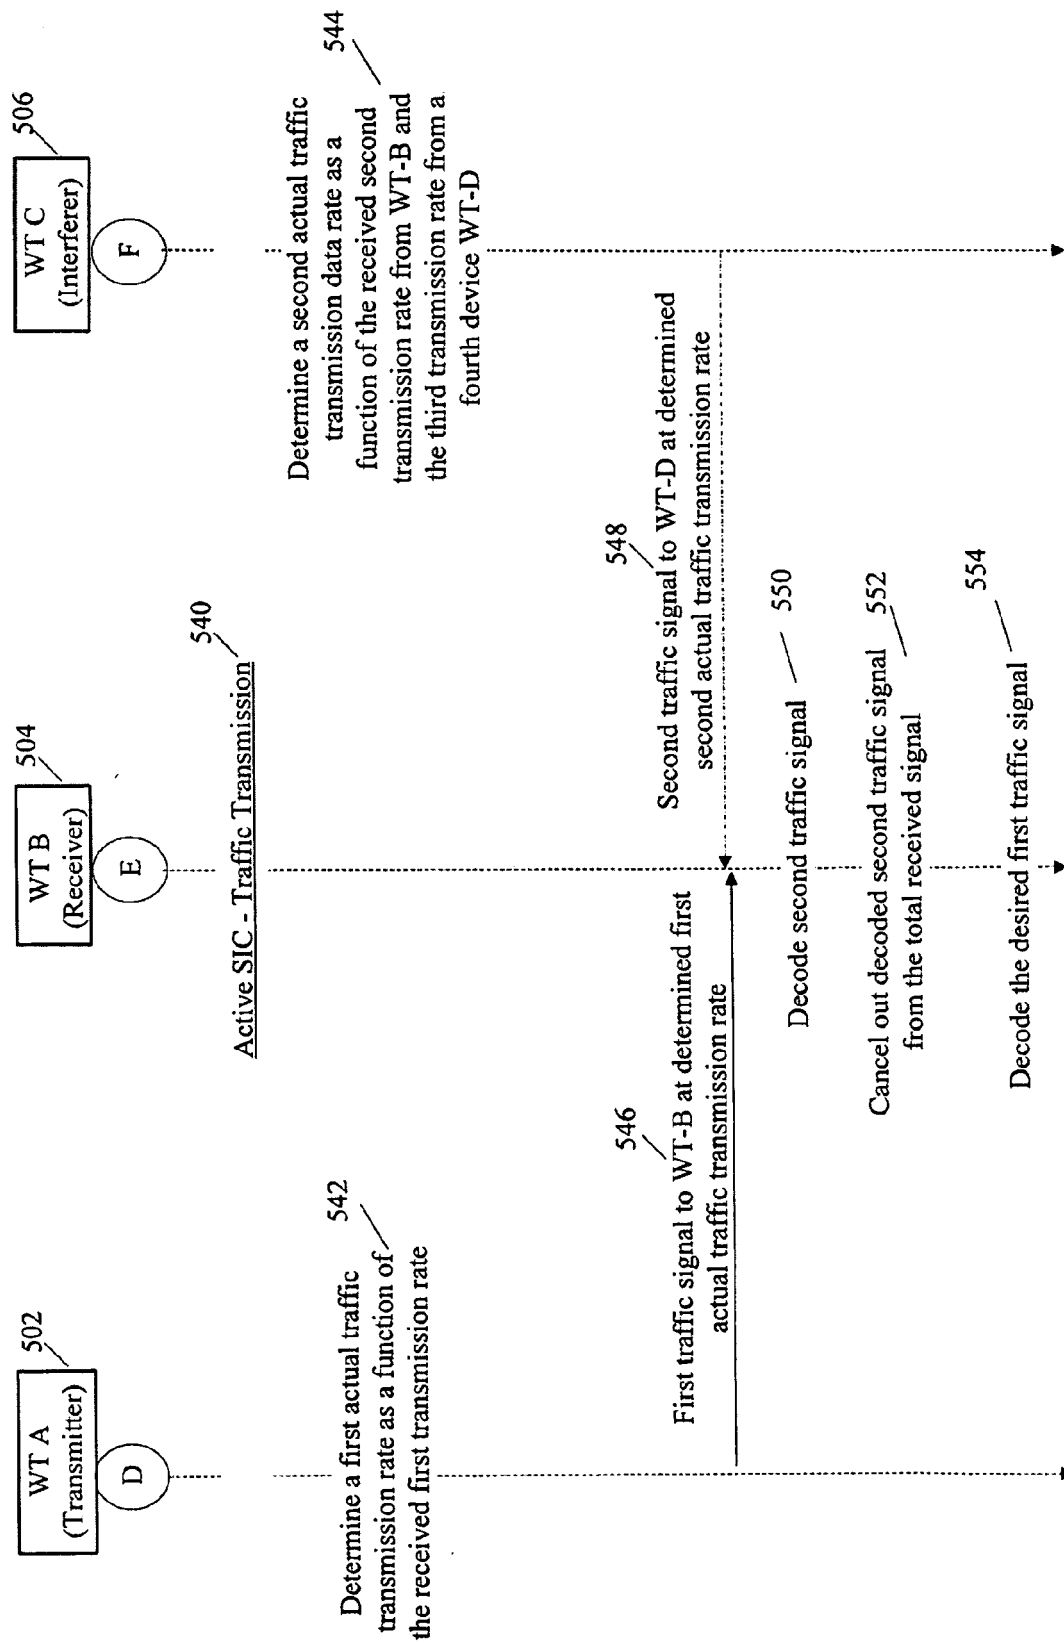 502
WT A
(Transmitter)
D
504
WT B
(Receiver)
E
506
WT C
(Interferer)
F
Active SIC - Traffic Transmission
540
542
Determine a first actual traffic
transmission rate as a function of
the received first transmission rate
544
Determine a second actual traffic
transmission data rate as a
function of the received second
transmission rate from WT-B and
the third transmission rate from a
fourth device WT-D
546
First traffic signal to WT-B at determined first
actual traffic transmission rate
548
Second traffic signal to WT-D at determined
second actual traffic transmission rate
Decode second traffic signal
550
Cancel out decoded second traffic signal
from the total received signal
552
Decode the desired first traffic signal
554